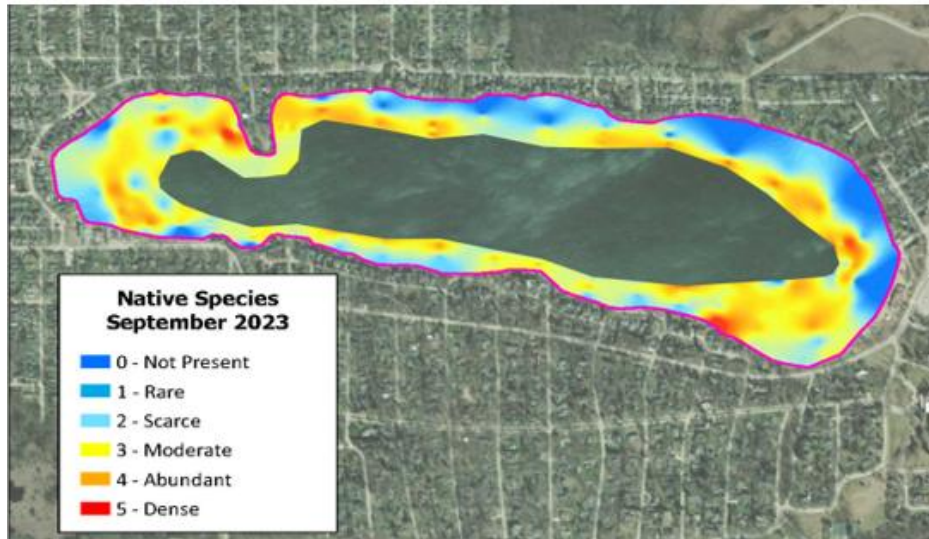 Native Species
September 2023
0 - Not Present
1 - Rare
2 - Scarce
3 - Moderate
4 - Abundant
5 - Dense